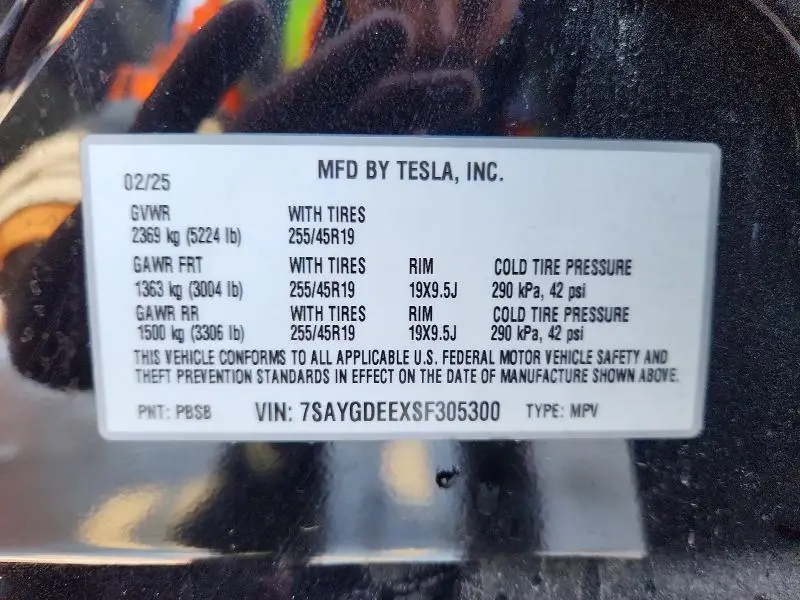 02/25 MFD BY TESLA, INC.
GVWR WITH TIRES
2369 kg (5224 lb) 255/45R19
GAWR FRT WITH TIRES RIM COLD TIRE PRESSURE
1363 kg (3004 lb) 255/45R19 19X9.5J 290 kPa, 42 psi
GAWR RR WITH TIRES RIM COLD TIRE PRESSURE
1500 kg (3306 lb) 255/45R19 19X9.5J 290 kPa, 42 psi
THIS VEHICLE CONFORMS TO ALL APPLICABLE U.S. FEDERAL MOTOR VEHICLE SAFETY AND
THEFT PREVENTION STANDARDS IN EFFECT ON THE DATE OF MANUFACTURE SHOWN ABOVE.
PNT: PBSB VIN: 7SAYGDEEXSF305300 TYPE: MPV